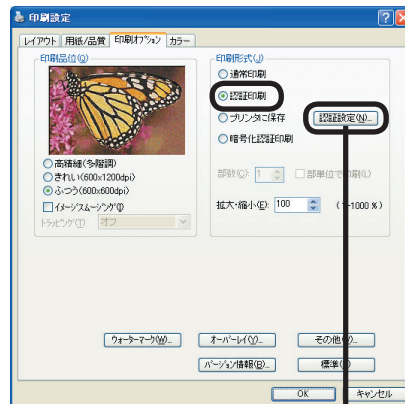 印刷設定
レイアウト 用紙/品質 印刷オプション カラー
印刷品位(Q)
高精細(多階調)
きれい(600x1200dpi)
ふつう(600x600dpi)
イメージスムージング(I)
トラッピング(T) オフ
印刷形式(J)
通常印刷
認証印刷
プリンタに保存
認証設定(N)...
暗号化認証印刷
部数(C): 1 部単位で印刷(L)
拡大・縮小(E): 100 (1-1000 %)
ウォーターマーク(W)... オーバーレイ(Y)... その他
バージョン情報(B)... 標準
OK キャンセル